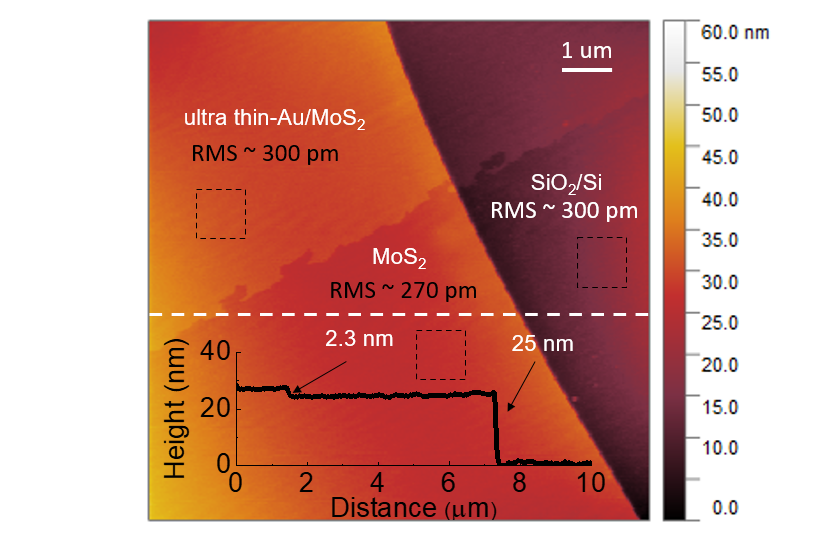 1 um
ultra thin-Au/MoS₂
RMS ~ 300 pm
SiO₂/Si
RMS ~ 300 pm
MoS₂
RMS ~ 270 pm
2.3 nm
25 nm
Height (nm)
40
20
0
0 2 4 6 8 10
Distance (μm)
60.0 nm
55.0
50.0
45.0
40.0
35.0
30.0
25.0
20.0
15.0
10.0
0.0